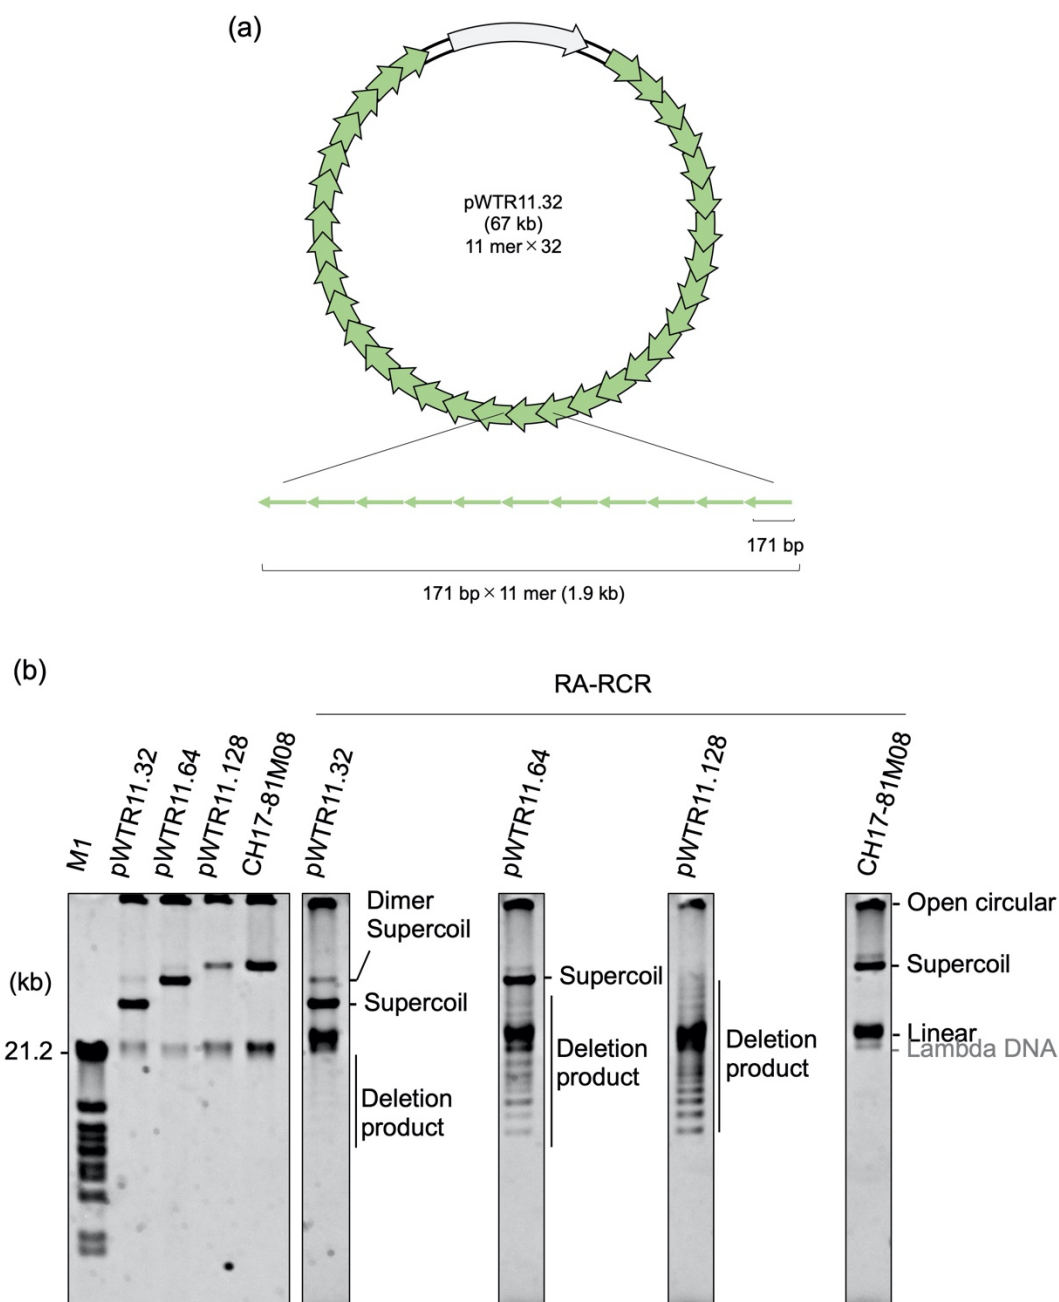 (a)
pWTR11.32
(67 kb)
11 mer × 32
171 bp
171 bp × 11 mer (1.9 kb)
(b)
RA-RCR
M1
pWTR11.32
pWTR11.64
pWTR11.128
CH17-81M08
pWTR11.32
pWTR11.64
pWTR11.128
CH17-81M08
(kb)
21.2
Dimer
Supercoil
Supercoil
Deletion
product
Supercoil
Deletion
product
Deletion
product
Open circular
Supercoil
Linear
Lambda DNA